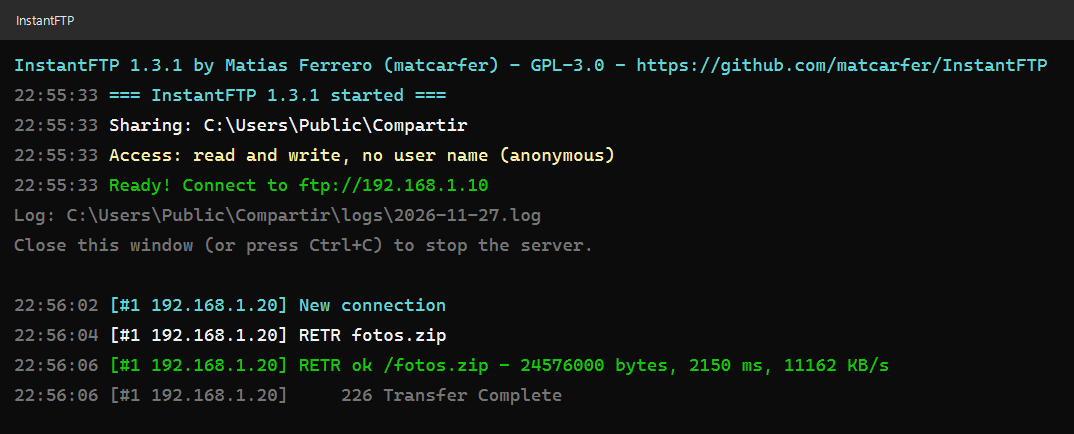 InstantFTP
InstantFTP 1.3.1 by Matias Ferrero (matcarfer) - GPL-3.0 - https://github.com/matcarfer/InstantFTP
22:55:33 === InstantFTP 1.3.1 started ===
22:55:33 Sharing: C:\Users\Public\Compartir
22:55:33 Access: read and write, no user name (anonymous)
22:55:33 Ready! Connect to ftp://192.168.1.10
Log: C:\Users\Public\Compartir\logs\2026-11-27.log
Close this window (or press Ctrl+C) to stop the server.
22:56:02 [#1 192.168.1.20] New connection
22:56:04 [#1 192.168.1.20] RETR fotos.zip
22:56:06 [#1 192.168.1.20] RETR ok /fotos.zip - 24576000 bytes, 2150 ms, 11162 KB/s
22:56:06 [#1 192.168.1.20]     226 Transfer Complete